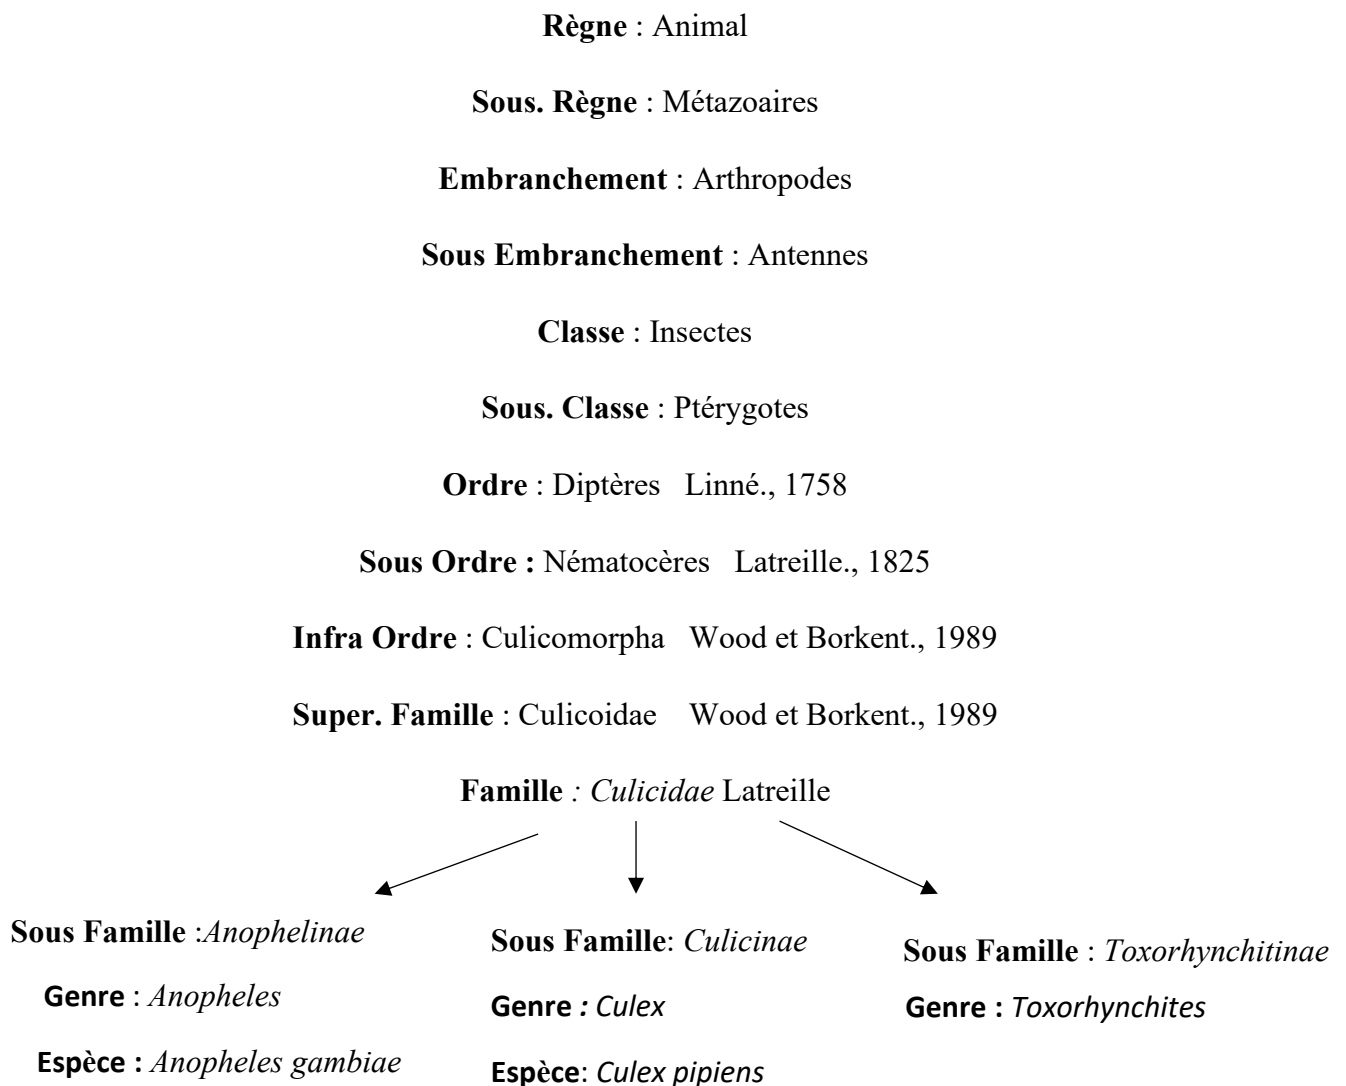 Règne : Animal
Sous. Règne : Métazoaires
Embranchement : Arthropodes
Sous Embranchement : Antennes
Classe : Insectes
Sous. Classe : Ptérygotes
Ordre : Diptères Linné., 1758
Sous Ordre : Nématocères Latreille., 1825
Infra Ordre : Culicomorpha Wood et Borkent., 1989
Super. Famille : Culicoidae Wood et Borkent., 1989
Famille : Culicidae Latreille
Sous Famille :Anophelinae
Genre : Anopheles
Espèce : Anopheles gambiae
Sous Famille: Culicinae
Genre : Culex
Espèce: Culex pipiens
Sous Famille : Toxorhynchitinae
Genre : Toxorhynchites